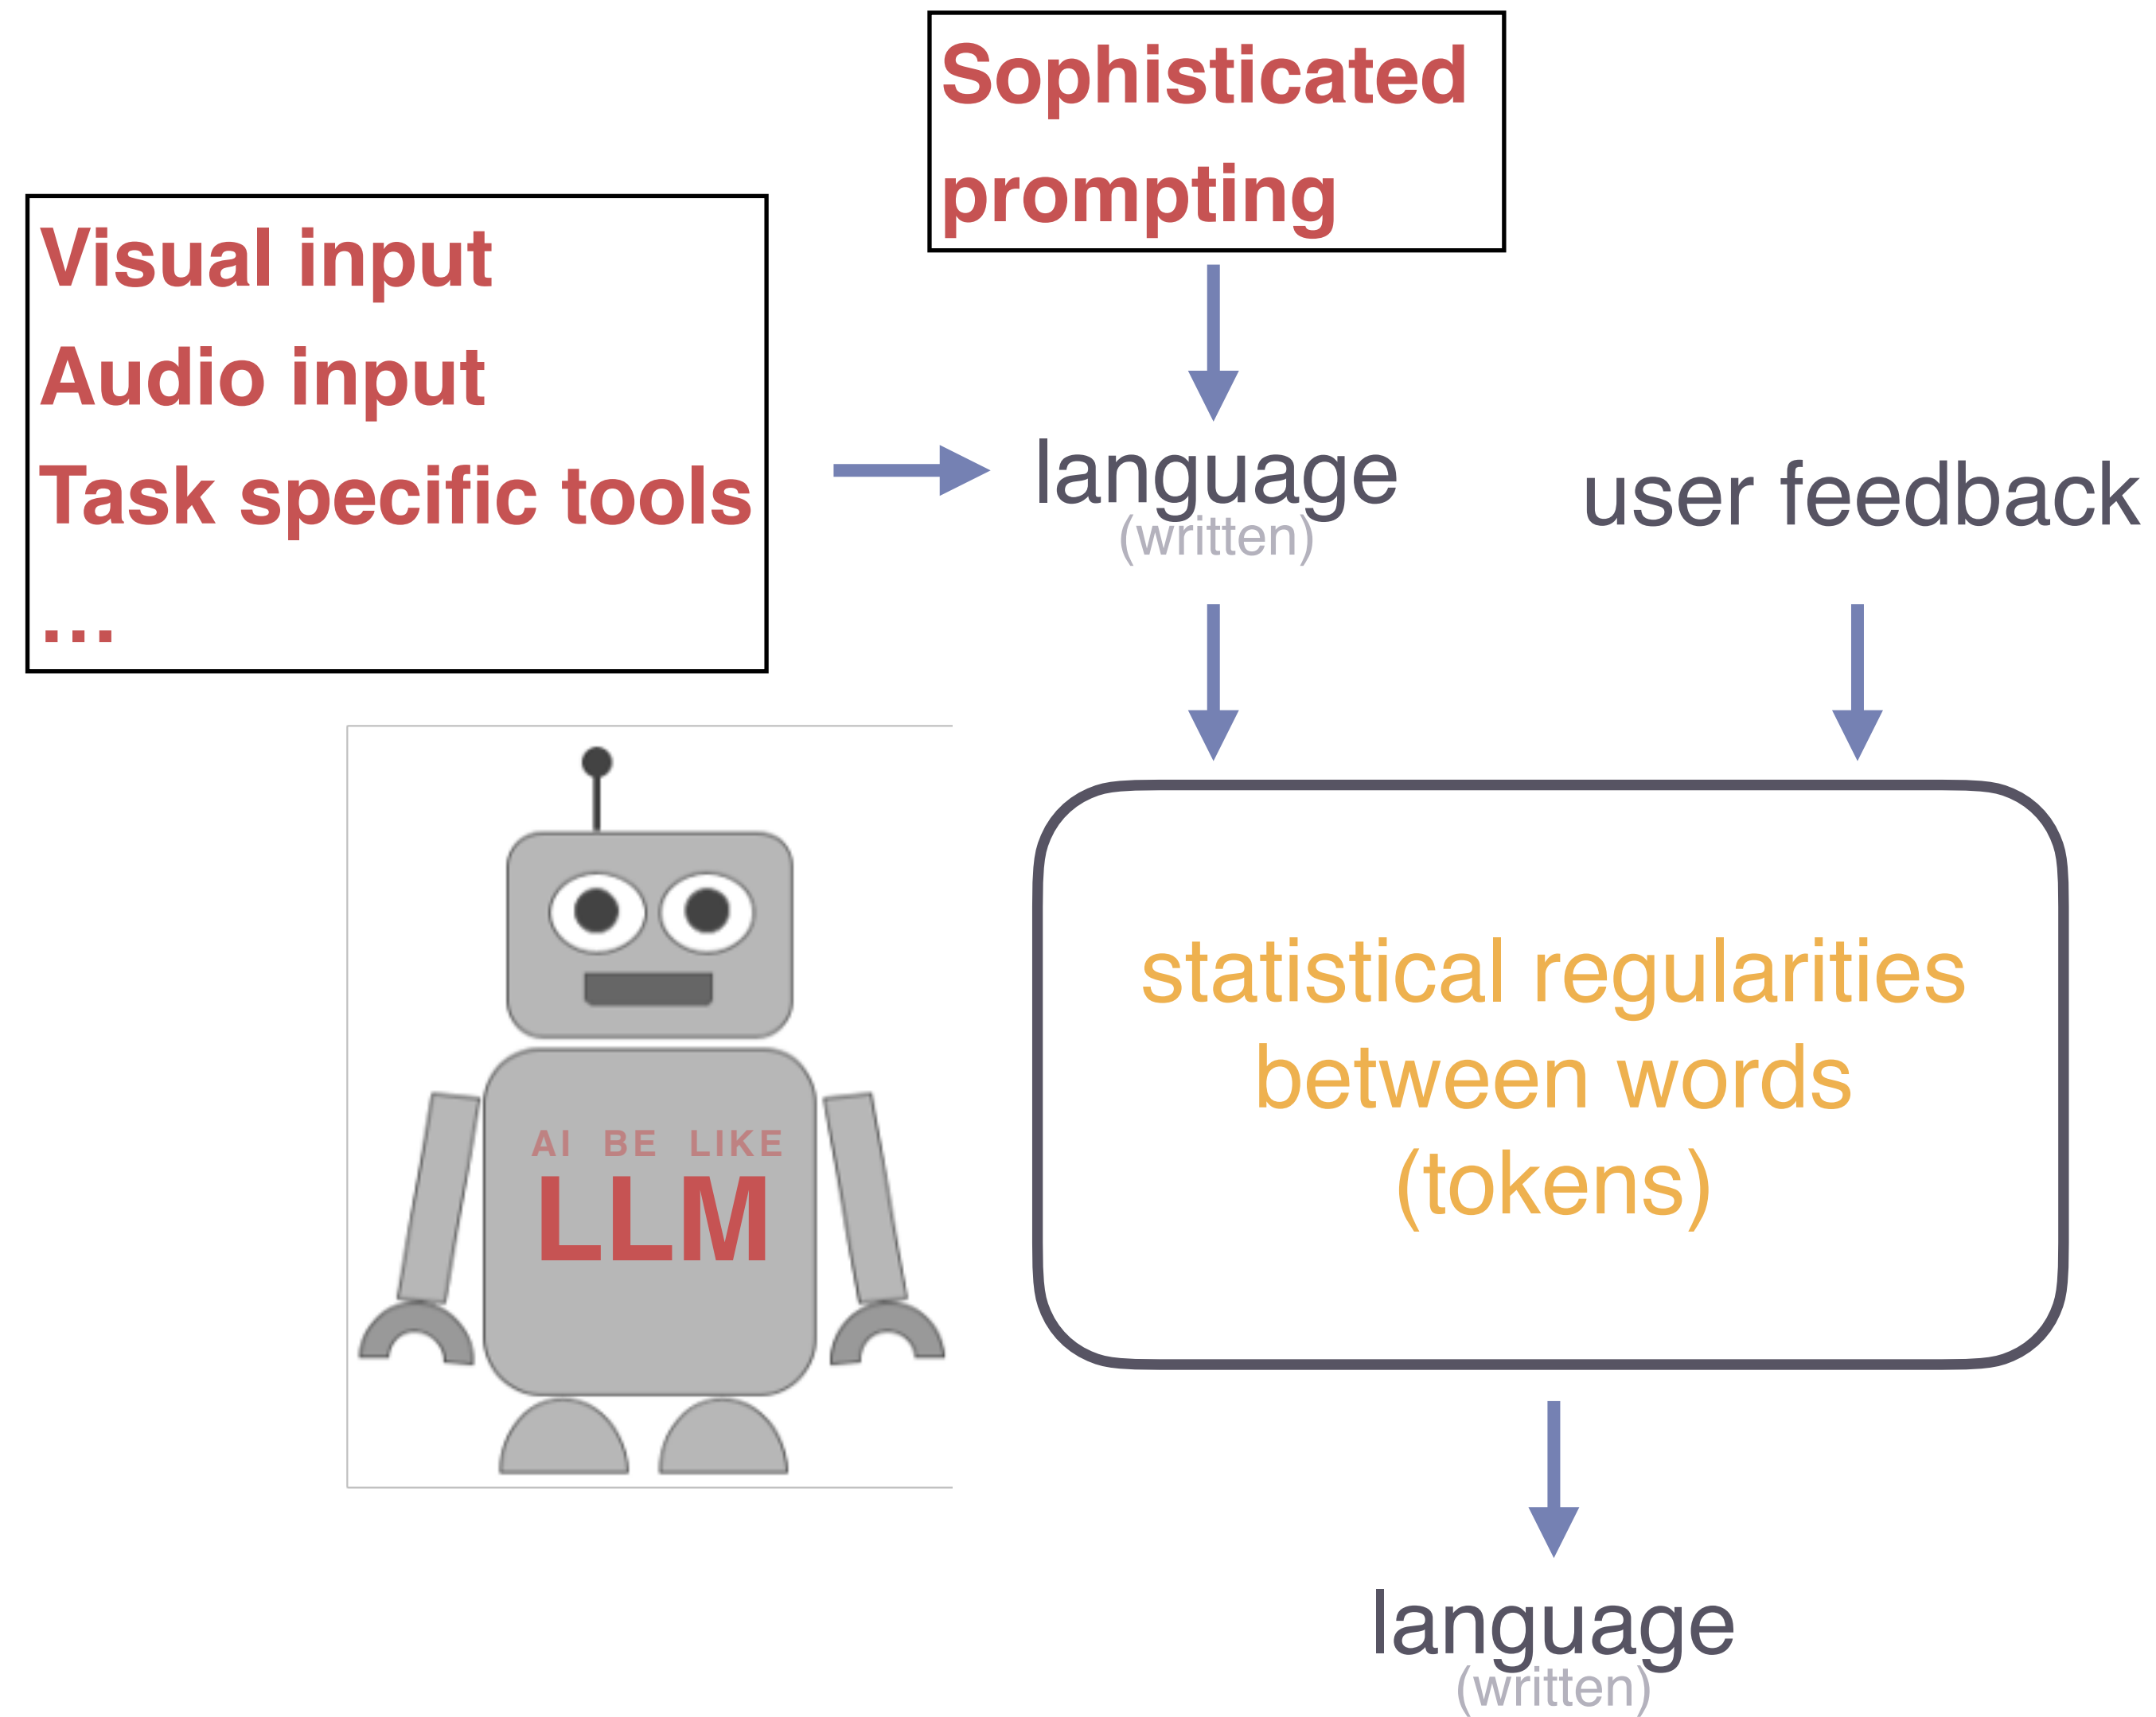 Sophisticated
prompting
Visual input
Audio input
Task specific tools
...
language
(written)
user feedback
statistical regularities
between words
(tokens)
AI BE LIKE
LLM
language
(written)